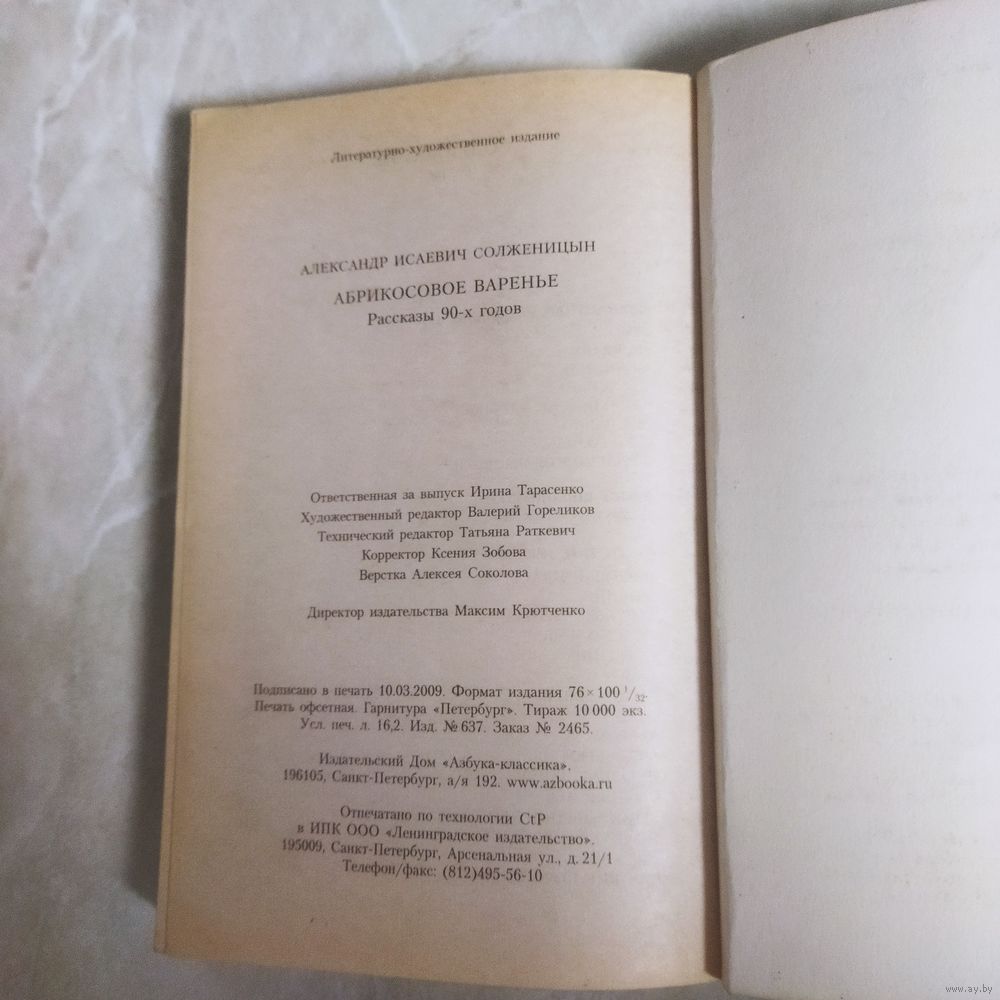 Литературно-художественное издание
АЛЕКСАНДР ИСАЕВИЧ СОЛЖЕНИЦЫН
АБРИКОСОВОЕ ВАРЕНЬЕ
Рассказы 90-х годов
Ответственная за выпуск Ирина Тарасенко
Художественный редактор Валерий Гореликов
Технический редактор Татьяна Раткевич
Корректор Ксения Зобова
Верстка Алексея Соколова
Директор издательства Максим Крютченко
Подписано в печать 10.03.2009. Формат издания 76 × 100 1/32.
Печать офсетная. Гарнитура «Петербург». Тираж 10 000 экз.
Усл. печ. л. 16,2. Изд. № 637. Заказ № 2465.
Издательский Дом «Азбука-классика».
196105, Санкт-Петербург, а/я 192. www.azbooka.ru
Отпечатано по технологии CtP
в ИПК ООО «Ленинградское издательство».
195009, Санкт-Петербург, Арсенальная ул., д. 21/1
Телефон/факс: (812)495-56-10
www.ay.by